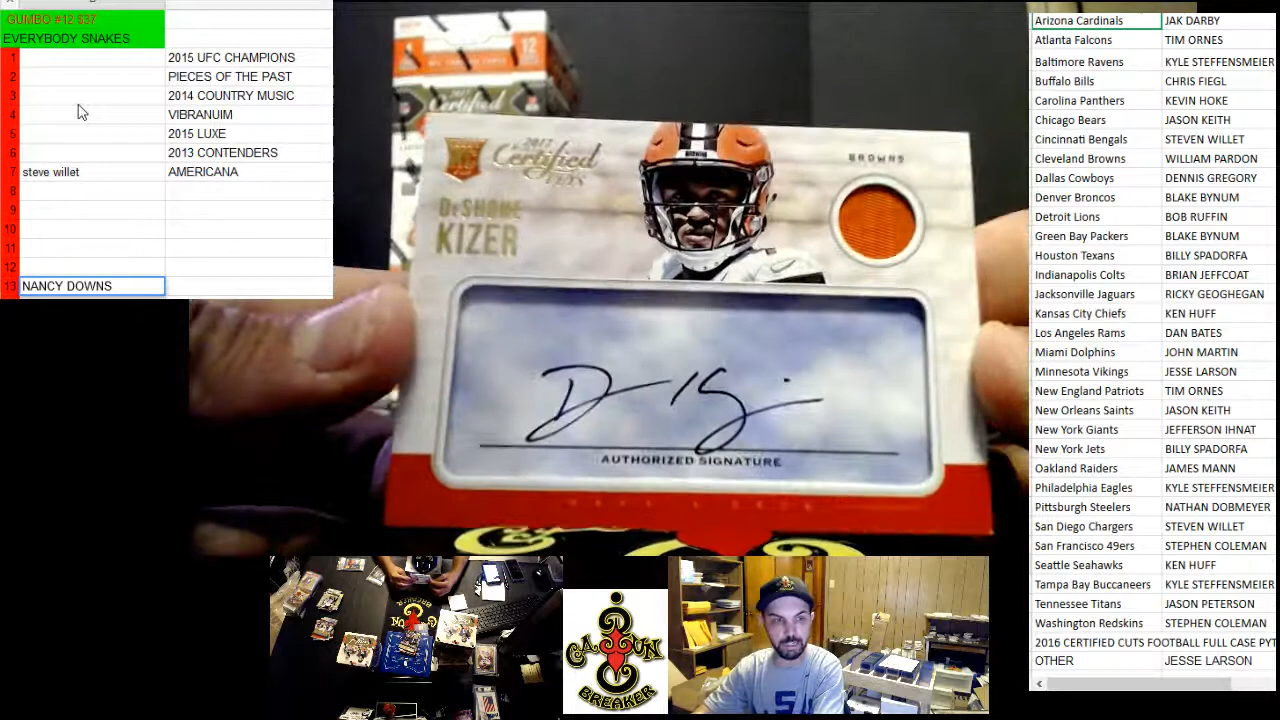 GUMBO #12 $37
EVERYBODY SNAKES
1 2015 UFC CHAMPIONS
2 PIECES OF THE PAST
3 2014 COUNTRY MUSIC
4 VIBRANUIM
5 2015 LUXE
6 2013 CONTENDERS
7 steve willet AMERICANA
8
9
10
11
12
13 NANCY DOWNS
RC
2017
Certified
Cuts
DeSHONE
KIZER
BROWNS
AUTHORIZED SIGNATURE
CAJUN
BREAKER
Arizona Cardinals JAK DARBY
Atlanta Falcons TIM ORNES
Baltimore Ravens KYLE STEFFENSMEIER
Buffalo Bills CHRIS FIEGL
Carolina Panthers KEVIN HOKE
Chicago Bears JASON KEITH
Cincinnati Bengals STEVEN WILLET
Cleveland Browns WILLIAM PARDON
Dallas Cowboys DENNIS GREGORY
Denver Broncos BLAKE BYNUM
Detroit Lions BOB RUFFIN
Green Bay Packers BLAKE BYNUM
Houston Texans BILLY SPADORFA
Indianapolis Colts BRIAN JEFFCOAT
Jacksonville Jaguars RICKY GEOGHEGAN
Kansas City Chiefs KEN HUFF
Los Angeles Rams DAN BATES
Miami Dolphins JOHN MARTIN
Minnesota Vikings JESSE LARSON
New England Patriots TIM ORNES
New Orleans Saints JASON KEITH
New York Giants JEFFERSON IHNAT
New York Jets BILLY SPADORFA
Oakland Raiders JAMES MANN
Philadelphia Eagles KYLE STEFFENSMEIER
Pittsburgh Steelers NATHAN DOBMEYER
San Diego Chargers STEVEN WILLET
San Francisco 49ers STEPHEN COLEMAN
Seattle Seahawks KEN HUFF
Tampa Bay Buccaneers KYLE STEFFENSMEIER
Tennessee Titans JASON PETERSON
Washington Redskins STEPHEN COLEMAN
2016 CERTIFIED CUTS FOOTBALL FULL CASE PYT
OTHER JESSE LARSON